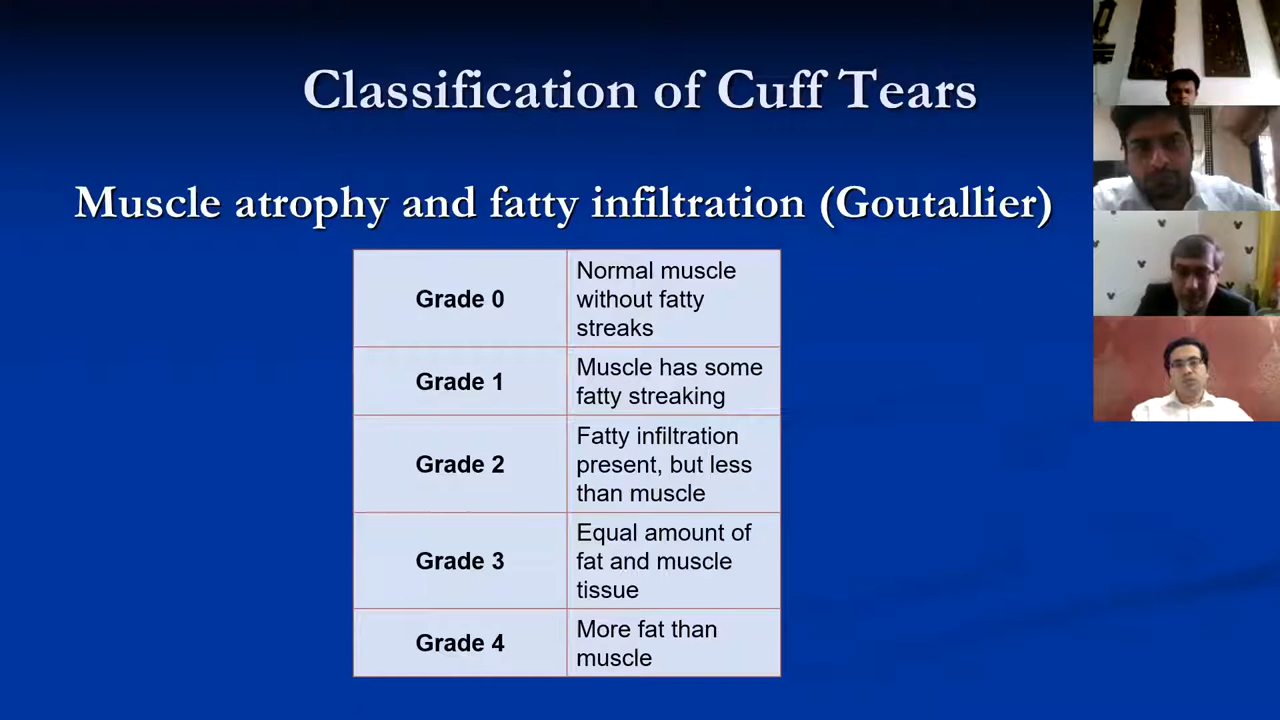 Classification of Cuff Tears
Muscle atrophy and fatty infiltration (Goutallier)
Grade 0
Normal muscle
without fatty
streaks
Grade 1
Muscle has some
fatty streaking
Grade 2
Fatty infiltration
present, but less
than muscle
Grade 3
Equal amount of
fat and muscle
tissue
Grade 4
More fat than
muscle